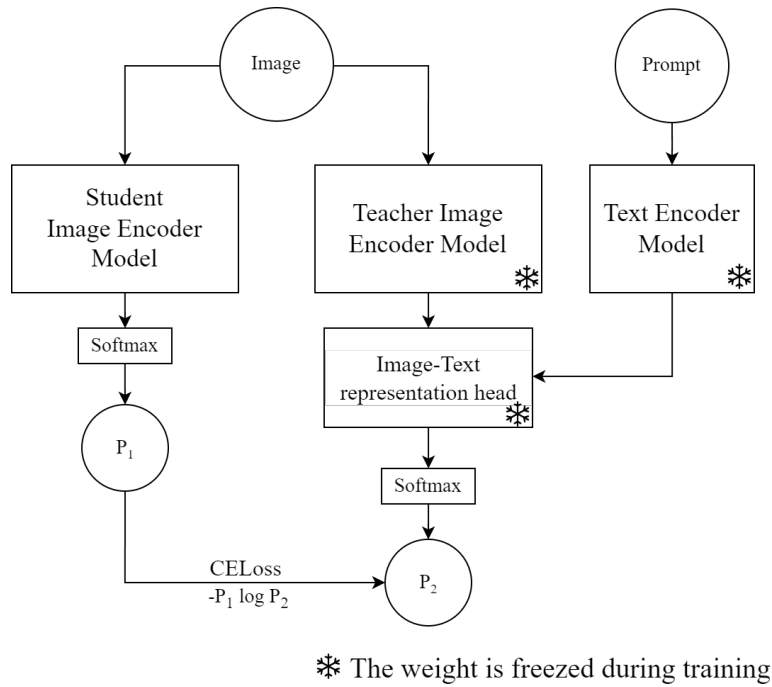 Image
Prompt
Student
Image Encoder
Model
Teacher Image
Encoder Model
Text Encoder
Model
Softmax
Image-Text
representation head
P₁
Softmax
CELoss
-P₁ log P₂
P₂
The weight is freezed during training